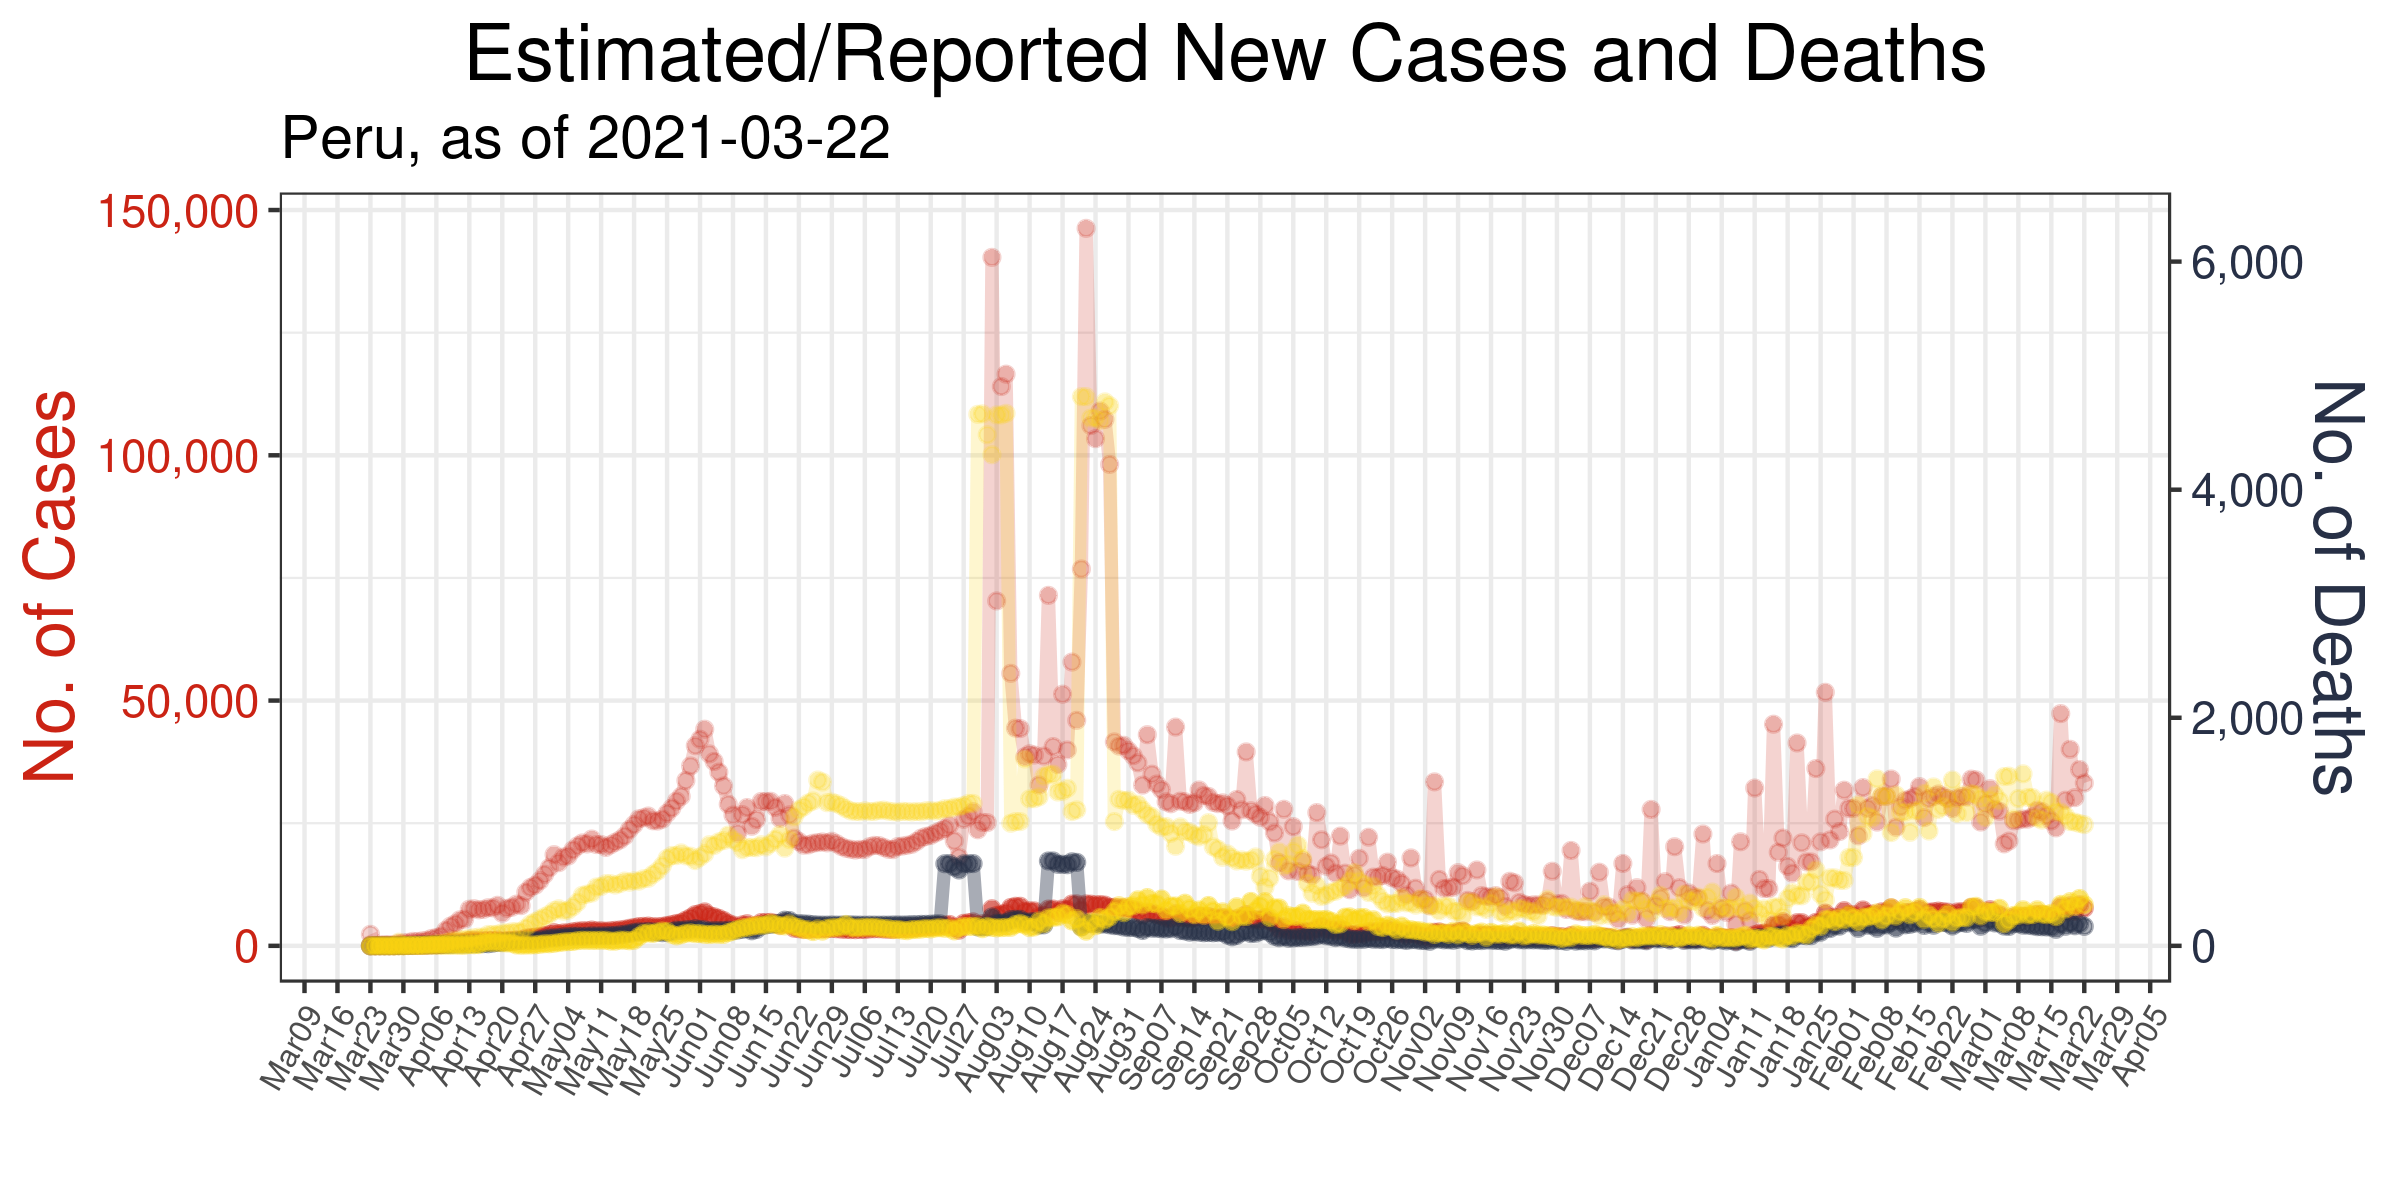 Estimated/Reported New Cases and Deaths
Peru, as of 2021-03-22
150,000
100,000
50,000
0
No. of Cases
6,000
4,000
2,000
0
No. of Deaths
Mar09
Mar16
Mar23
Mar30
Apr06
Apr13
Apr20
Apr27
May04
May11
May18
May25
Jun01
Jun08
Jun15
Jun22
Jun29
Jul06
Jul13
Jul20
Jul27
Aug03
Aug10
Aug17
Aug24
Aug31
Sep07
Sep14
Sep21
Sep28
Oct05
Oct12
Oct19
Oct26
Nov02
Nov09
Nov16
Nov23
Nov30
Dec07
Dec14
Dec21
Dec28
Jan04
Jan11
Jan18
Jan25
Feb01
Feb08
Feb15
Feb22
Mar01
Mar08
Mar15
Mar22
Mar29
Apr05